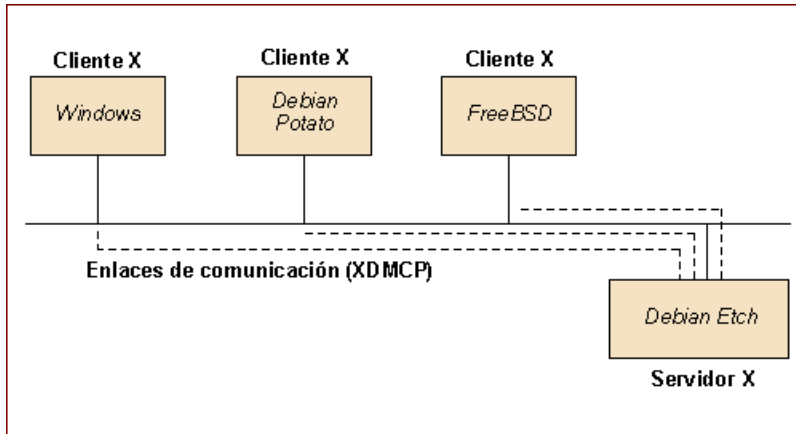 Cliente X
Cliente X
Cliente X
Windows
Debian
Potato
FreeBSD
Enlaces de comunicación (XDMCP)
Debian Etch
Servidor X